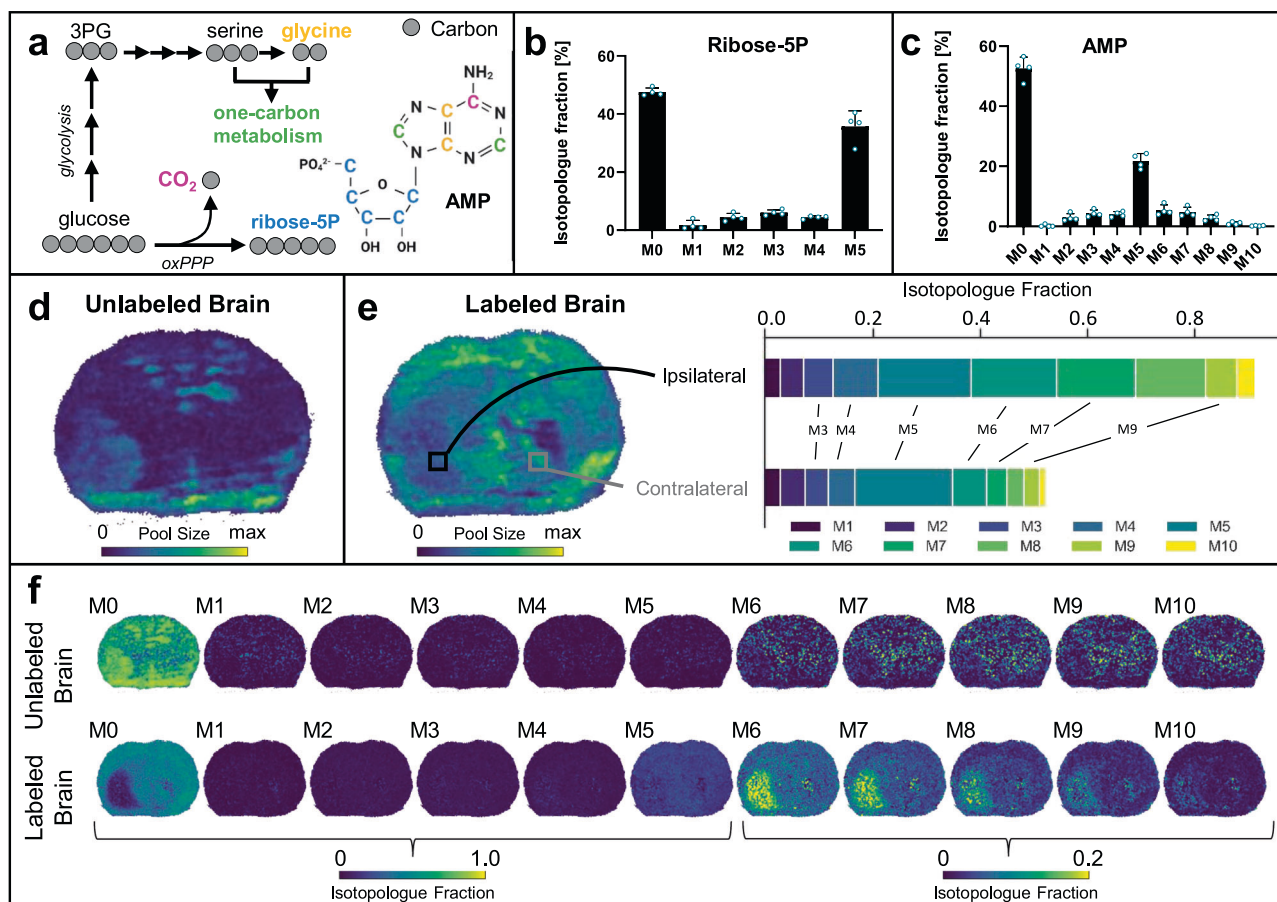 a
3PG
serine
glycine
Carbon
one-carbon
metabolism
glycolysis
CO2
glucose
ribose-5P
oxPPP
NH2
N
C
C
N
C
C
C
N
C
N
PO4 2-
C
O
C
C
C
C
OH
OH
AMP
b
Ribose-5P
Isotopologue fraction [%]
60
40
20
0
M0
M1
M2
M3
M4
M5
c
AMP
Isotopologue fraction [%]
60
40
20
0
M0
M1
M2
M3
M4
M5
M6
M7
M8
M9
M10
d
Unlabeled Brain
0
Pool Size
max
e
Labeled Brain
Ipsilateral
Contralateral
0
Pool Size
max
Isotopologue Fraction
0.0
0.2
0.4
0.6
0.8
M3
M4
M5
M6
M7
M9
M1
M2
M3
M4
M5
M6
M7
M8
M9
M10
f
Unlabeled
Brain
M0
M1
M2
M3
M4
M5
M6
M7
M8
M9
M10
Labeled
Brain
M0
M1
M2
M3
M4
M5
M6
M7
M8
M9
M10
0
1.0
Isotopologue Fraction
0
0.2
Isotopologue Fraction